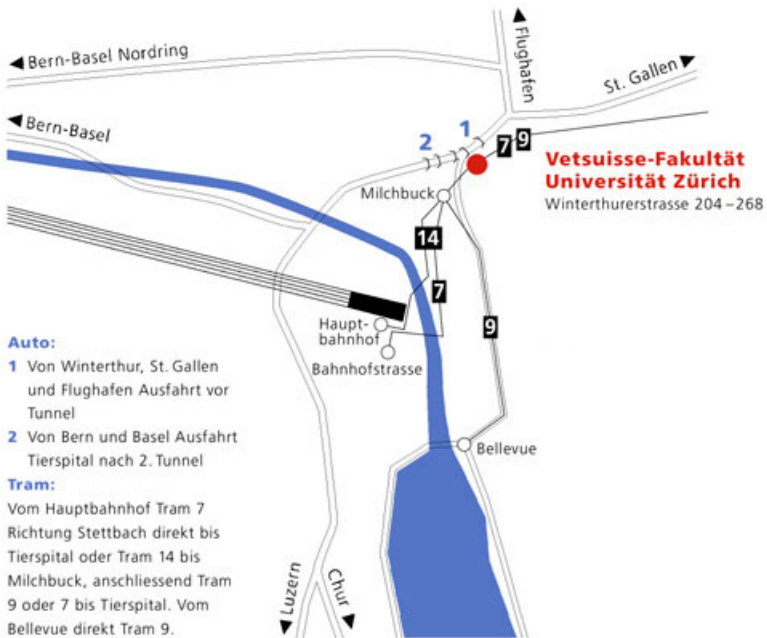 Bern-Basel Nordring
Flughafen
St. Gallen
Bern-Basel
2
1
7
9
Vetsuisse-Fakultät
Universität Zürich
Winterthurerstrasse 204–268
Milchbuck
14
7
9
Haupt-
bahnhof
Bahnhofstrasse
Bellevue
Luzern
Chur
Auto:
1 Von Winterthur, St. Gallen
und Flughafen Ausfahrt vor
Tunnel
2 Von Bern und Basel Ausfahrt
Tierspital nach 2. Tunnel
Tram:
Vom Hauptbahnhof Tram 7
Richtung Stettbach direkt bis
Tierspital oder Tram 14 bis
Milchbuck, anschliessend Tram
9 oder 7 bis Tierspital. Vom
Bellevue direkt Tram 9.